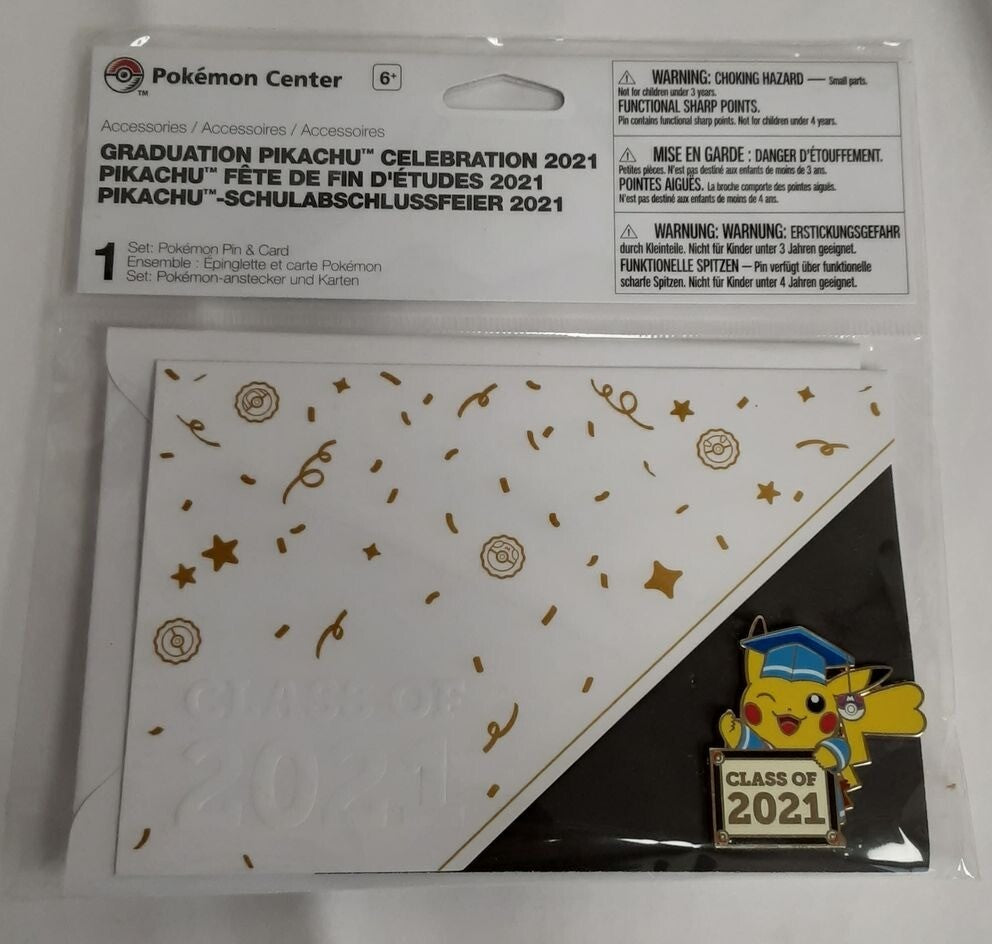 Pokémon Center
TM
6+
Accessories / Accessoires / Accessoires
GRADUATION PIKACHU™ CELEBRATION 2021
PIKACHU™ FÊTE DE FIN D'ÉTUDES 2021
PIKACHU™-SCHULABSCHLUSSFEIER 2021
1
Set: Pokémon Pin & Card
Ensemble : Épinglette et carte Pokémon
Set: Pokémon-anstecker und Karten
WARNING: CHOKING HAZARD — Small parts.
Not for children under 3 years.
FUNCTIONAL SHARP POINTS.
Pin contains functional sharp points. Not for children under 4 years.
MISE EN GARDE : DANGER D'ÉTOUFFEMENT.
Petites pièces. N'est pas destiné aux enfants de moins de 3 ans.
POINTES AIGUËS. La broche comporte des pointes aiguës.
N'est pas destiné aux enfants de moins de 4 ans.
WARNUNG: WARNUNG: ERSTICKUNGSGEFAHR
durch Kleinteile. Nicht für Kinder unter 3 Jahren geeignet.
FUNKTIONELLE SPITZEN — Pin verfügt über funktionelle
scharfe Spitzen. Nicht für Kinder unter 4 Jahren geeignet.
CLASS OF
2021
CLASS OF
2021